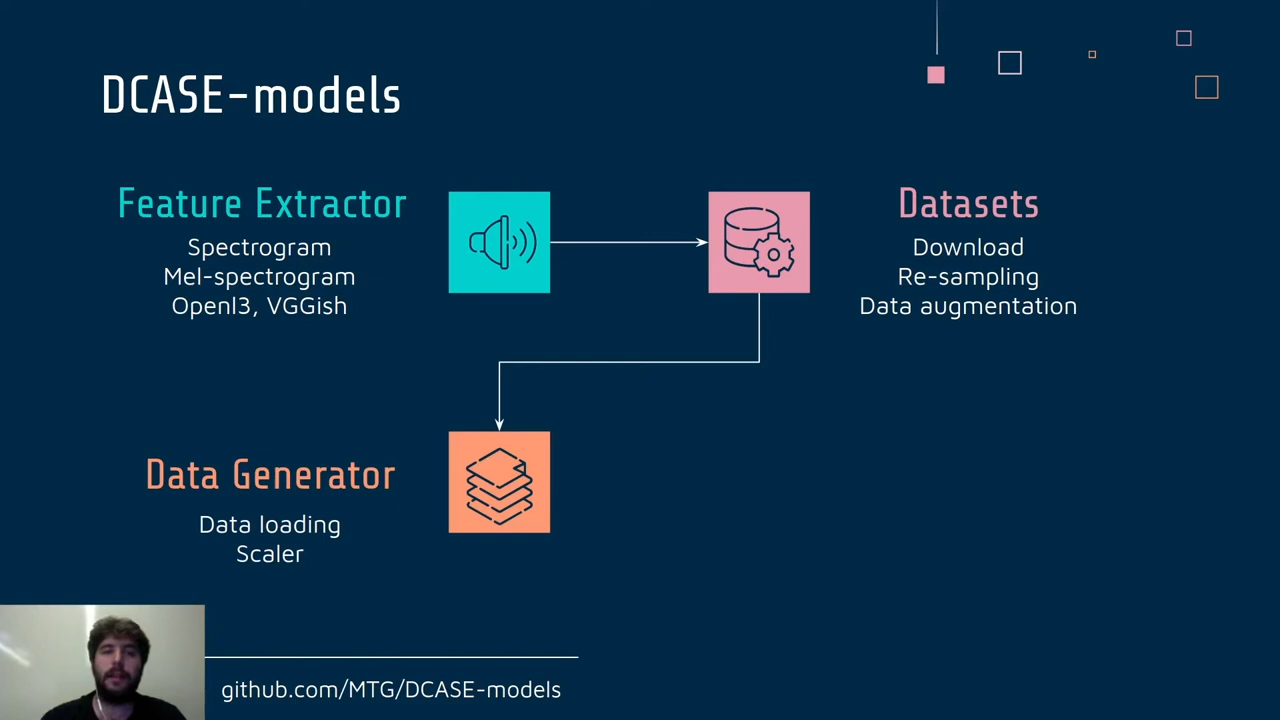 DCASE-models
Feature Extractor
Spectrogram
Mel-spectrogram
Openl3, VGGish
Datasets
Download
Re-sampling
Data augmentation
Data Generator
Data loading
Scaler
github.com/MTG/DCASE-models